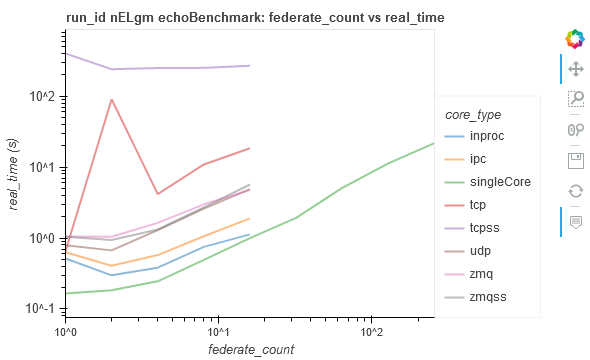 run_id nELgm echoBenchmark: federate_count vs real_time
real_time (s)
10^2
10^1
10^0
10^-1
10^0
10^1
10^2
federate_count
core_type
inproc
ipc
singleCore
tcp
tcpss
udp
zmq
zmqss